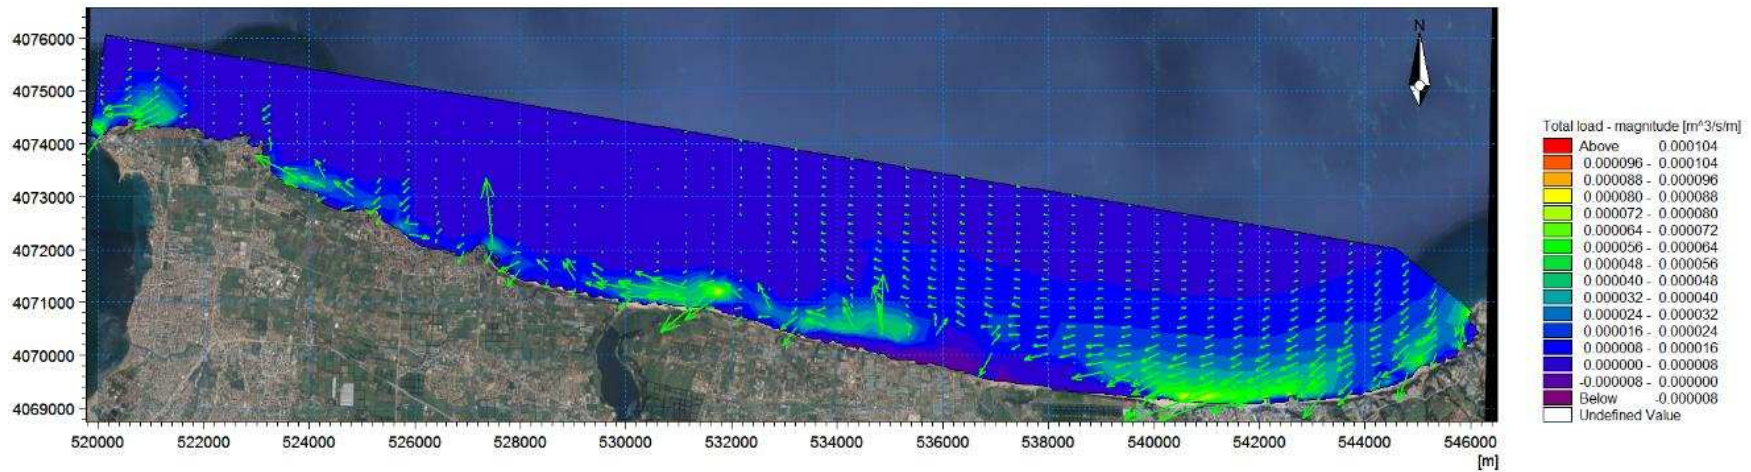 N
4076000
4075000
4074000
4073000
4072000
4071000
4070000
4069000
520000 522000 524000 526000 528000 530000 532000 534000 536000 538000 540000 542000 544000 546000
[m]
Total load - magnitude [m^3/s/m]
Above 0.000104
0.000096 - 0.000104
0.000088 - 0.000096
0.000080 - 0.000088
0.000072 - 0.000080
0.000064 - 0.000072
0.000056 - 0.000064
0.000048 - 0.000056
0.000040 - 0.000048
0.000032 - 0.000040
0.000024 - 0.000032
0.000016 - 0.000024
0.000008 - 0.000016
0.000000 - 0.000008
-0.000008 - 0.000000
Below -0.000008
Undefined Value